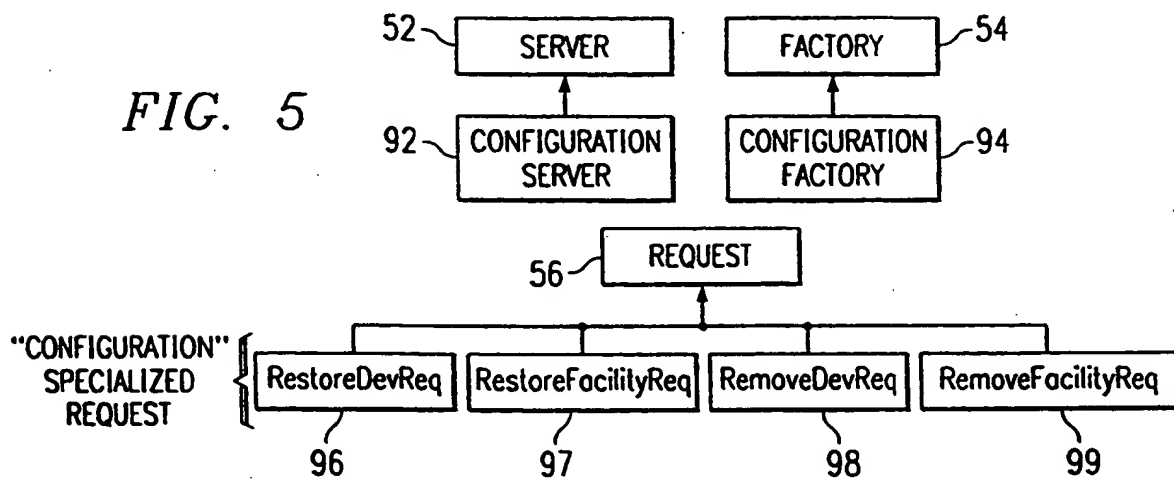 52
SERVER
FACTORY
54
FIG. 5
92
CONFIGURATION
SERVER
CONFIGURATION
FACTORY
94
56
REQUEST
"CONFIGURATION"
SPECIALIZED
REQUEST
RestoreDevReq
RestoreFacilityReq
RemoveDevReq
RemoveFacilityReq
96
97
98
99